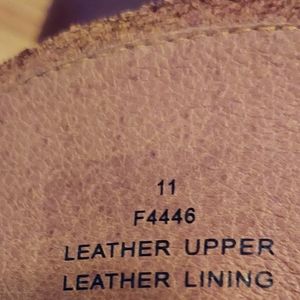 11
F4446
LEATHER UPPER
LEATHER LINING